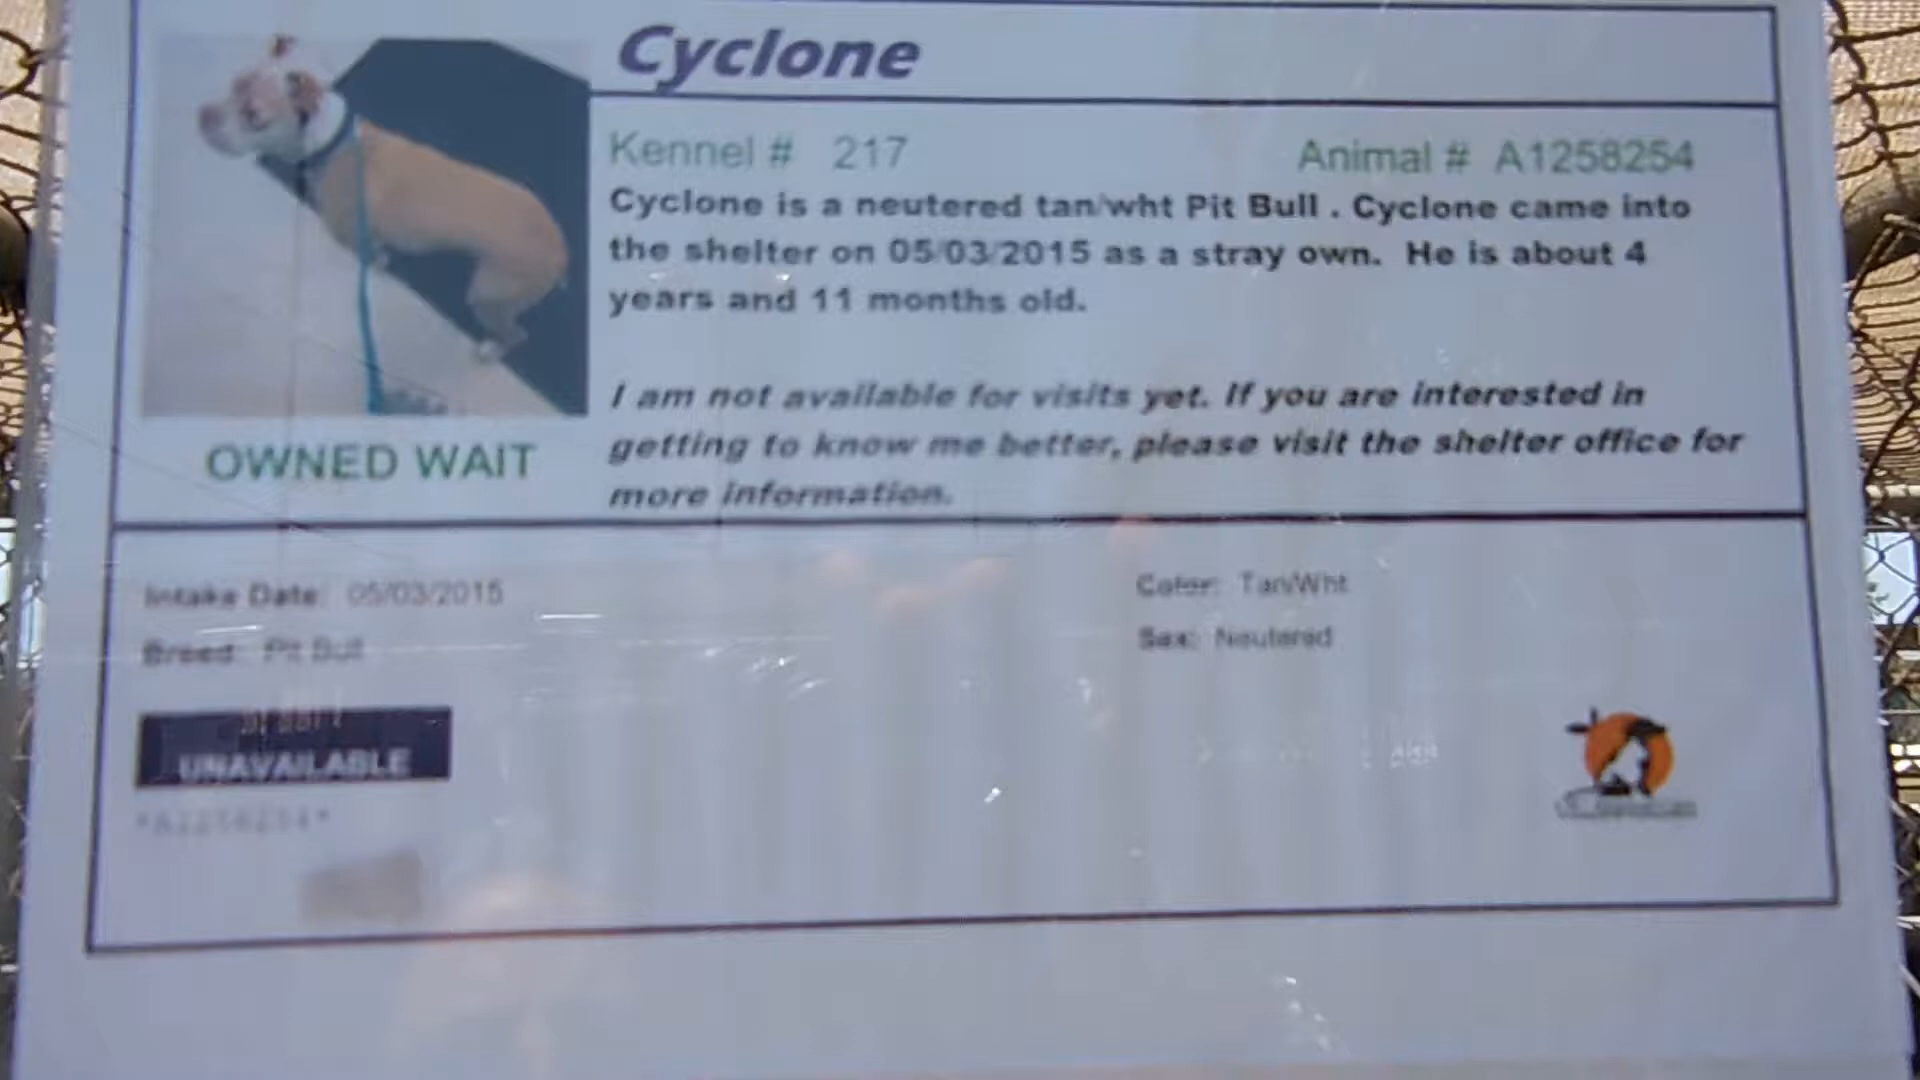 Cyclone
Kennel # 217 Animal # A1258254
Cyclone is a neutered tan/wht Pit Bull . Cyclone came into
the shelter on 05/03/2015 as a stray own. He is about 4
years and 11 months old.
I am not available for visits yet. If you are interested in
getting to know me better, please visit the shelter office for
more information.
OWNED WAIT
Intake Date: 05/03/2015
Breed: Pit Bull
Color: Tan/Wht
Sex: Neutered
UNAVAILABLE
*A1258254*